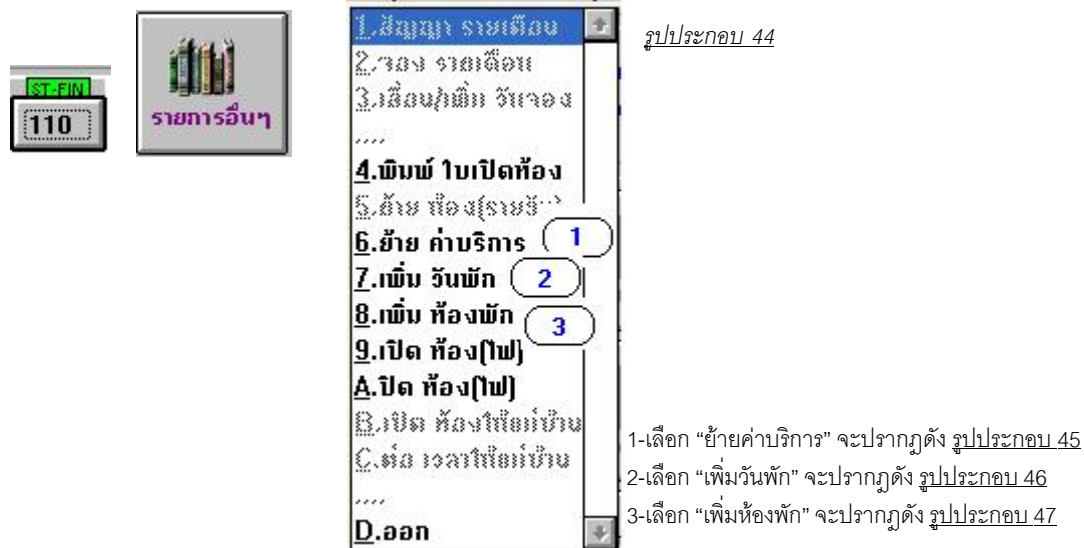 ST-FIN
110
รายการอื่นๆ
1.สัญญา รายเดือน
2.จอง รายเดือน
3.เลื่อน/เพิ่ม วันจอง
....
4.พิมพ์ ใบเปิดห้อง
5.ย้าย ห้อง(รายวัน)
6.ย้าย ค่าบริการ
1
7.เพิ่ม วันพัก
2
8.เพิ่ม ห้องพัก
3
9.เปิด ห้อง(ไฟ)
A.ปิด ห้อง(ไฟ)
B.เปิด ห้องให้แม่บ้าน
C.ต่อ เวลาให้แม่บ้าน
....
D.ออก
รูปประกอบ 44
1-เลือก “ย้ายค่าบริการ” จะปรากฏดัง รูปประกอบ 45
2-เลือก “เพิ่มวันพัก” จะปรากฏดัง รูปประกอบ 46
3-เลือก “เพิ่มห้องพัก” จะปรากฏดัง รูปประกอบ 47